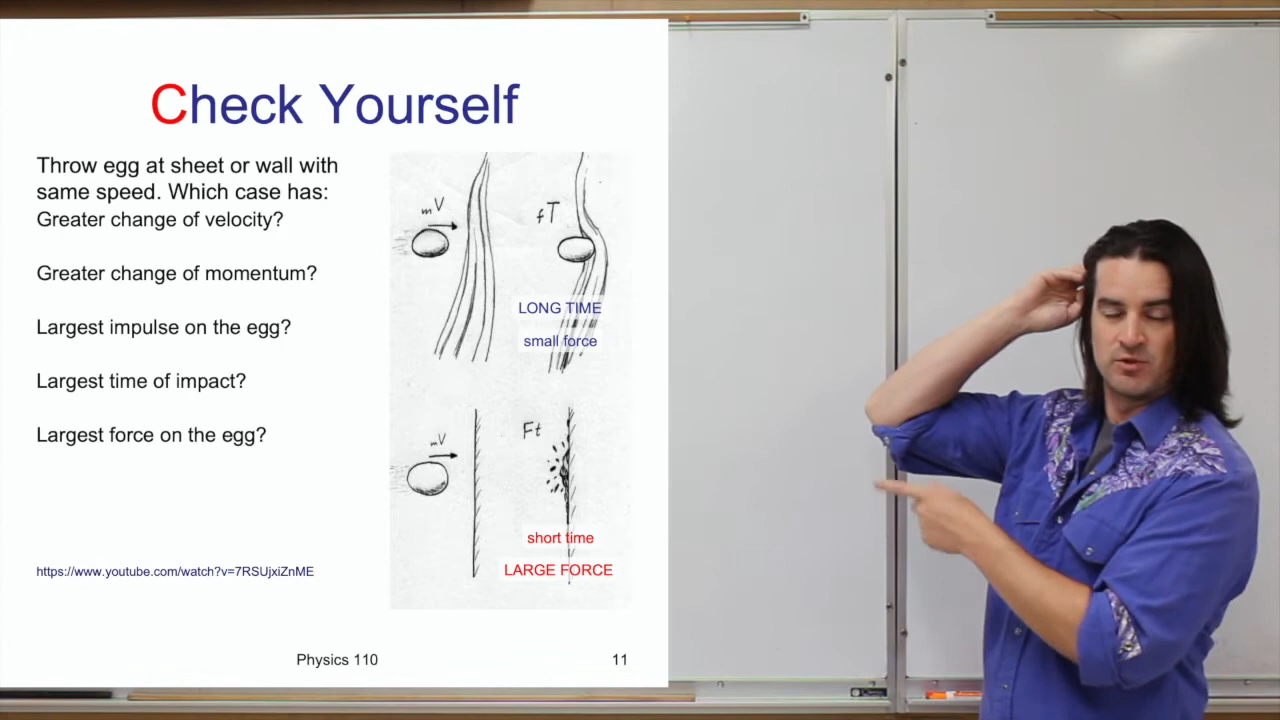 Check Yourself
Throw egg at sheet or wall with
same speed. Which case has:
Greater change of velocity?
Greater change of momentum?
Largest impulse on the egg?
Largest time of impact?
Largest force on the egg?
mV
fT
LONG TIME
small force
mV
Ft
short time
LARGE FORCE
https://www.youtube.com/watch?v=7RSUjxiZnME
Physics 110
11